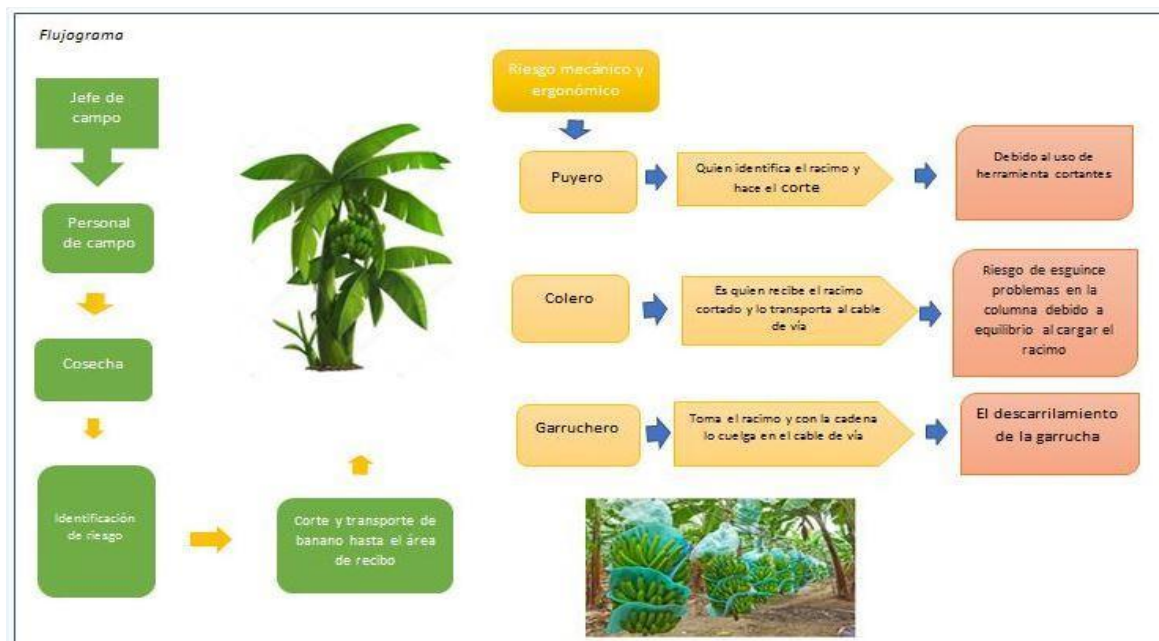 Flujograma
Jefe de
campo
Personal
de campo
Cosecha
Identificación
de riesgo
Corte y transporte de
banano hasta el área
de recibo
Riesgo mecánico y
ergonómico
Puyero
Quien identifica el racimo y
hace el corte
Debido al uso de
herramienta cortantes
Colero
Es quien recibe el racimo
cortado y lo transporta al cable
de vía
Riesgo de esguince
problemas en la
columna debido a
equilibrio al cargar el
racimo
Garruchero
Toma el racimo y con la cadena
lo cuelga en el cable de vía
El descarrilamiento
de la garrucha